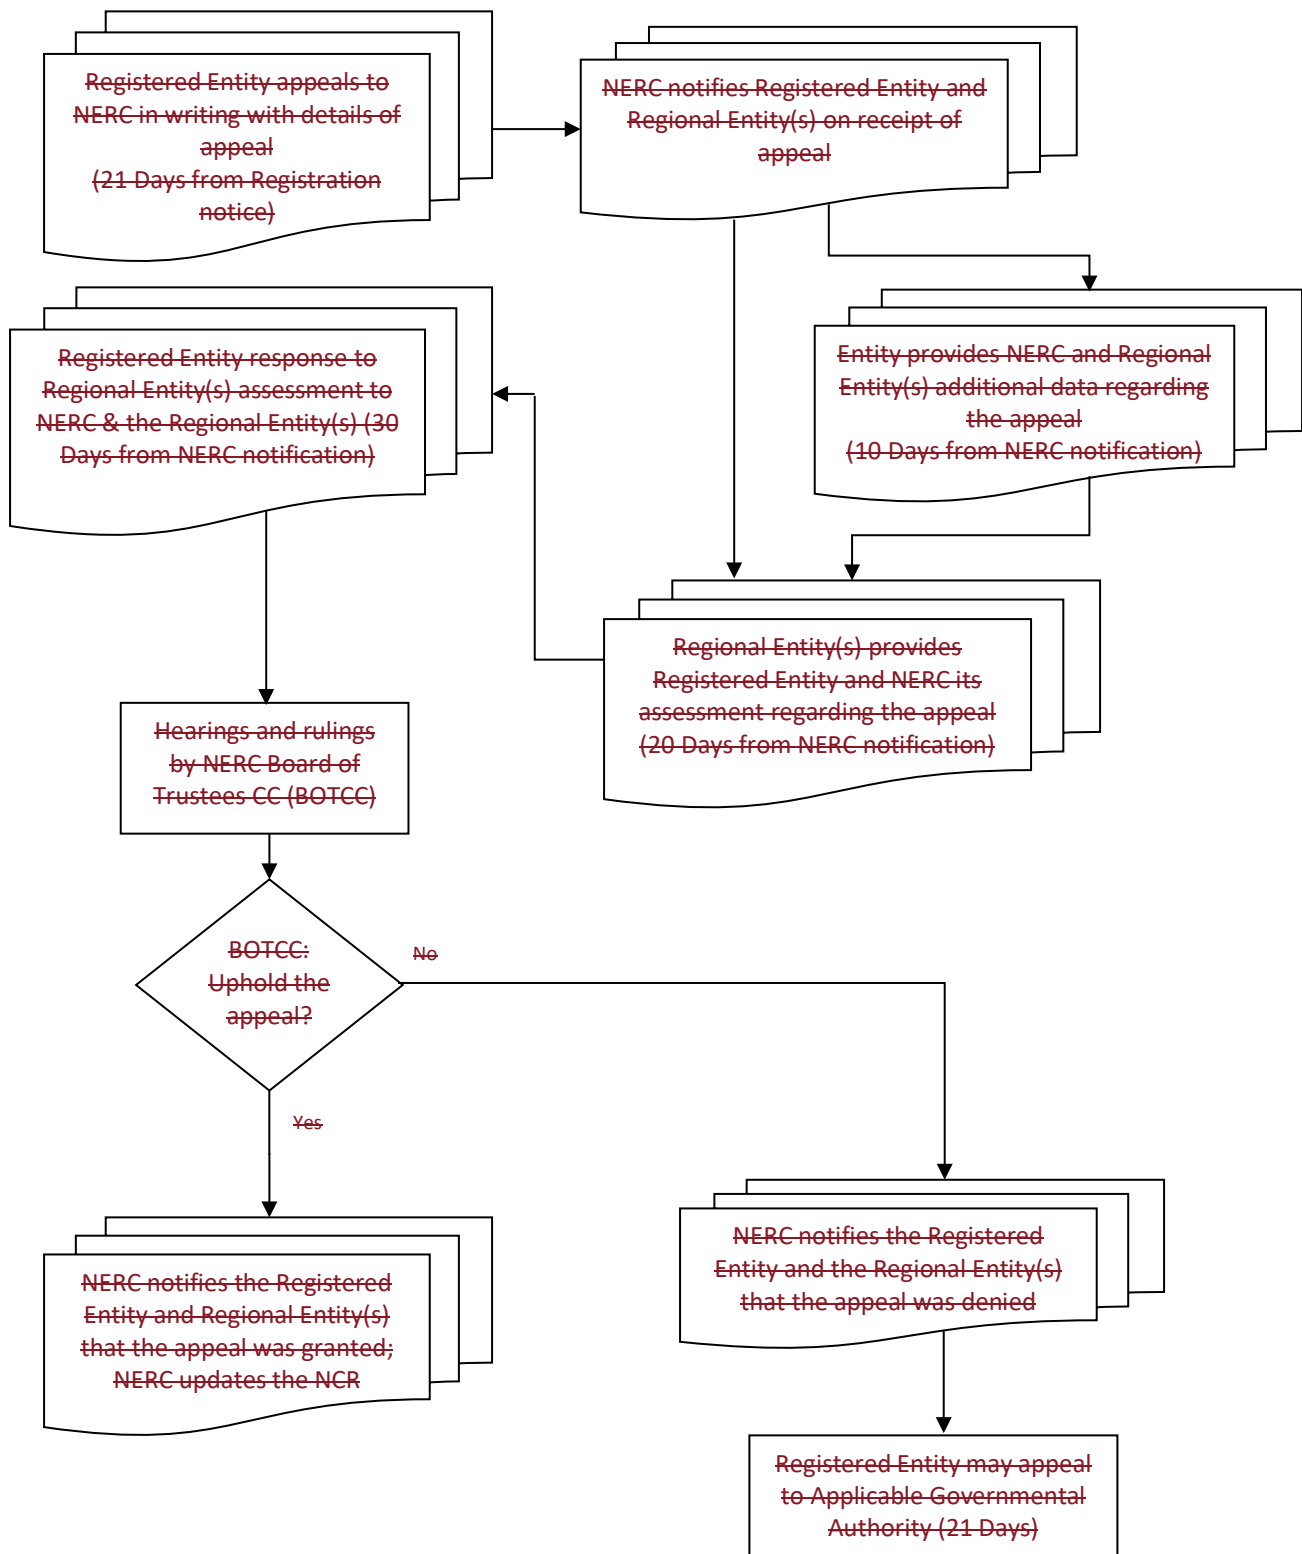 Registered Entity appeals to
NERC in writing with details of
appeal
(21 Days from Registration
notice)
NERC notifies Registered Entity and
Regional Entity(s) on receipt of
appeal
Entity provides NERC and Regional
Entity(s) additional data regarding
the appeal
(10 Days from NERC notification)
Registered Entity response to
Regional Entity(s) assessment to
NERC & the Regional Entity(s) (30
Days from NERC notification)
Regional Entity(s) provides
Registered Entity and NERC its
assessment regarding the appeal
(20 Days from NERC notification)
Hearings and rulings
by NERC Board of
Trustees CC (BOTCC)
BOTCC:
Uphold the
appeal?
No
Yes
NERC notifies the Registered
Entity and Regional Entity(s)
that the appeal was granted;
NERC updates the NCR
NERC notifies the Registered
Entity and the Regional Entity(s)
that the appeal was denied
Registered Entity may appeal
to Applicable Governmental
Authority (21 Days)